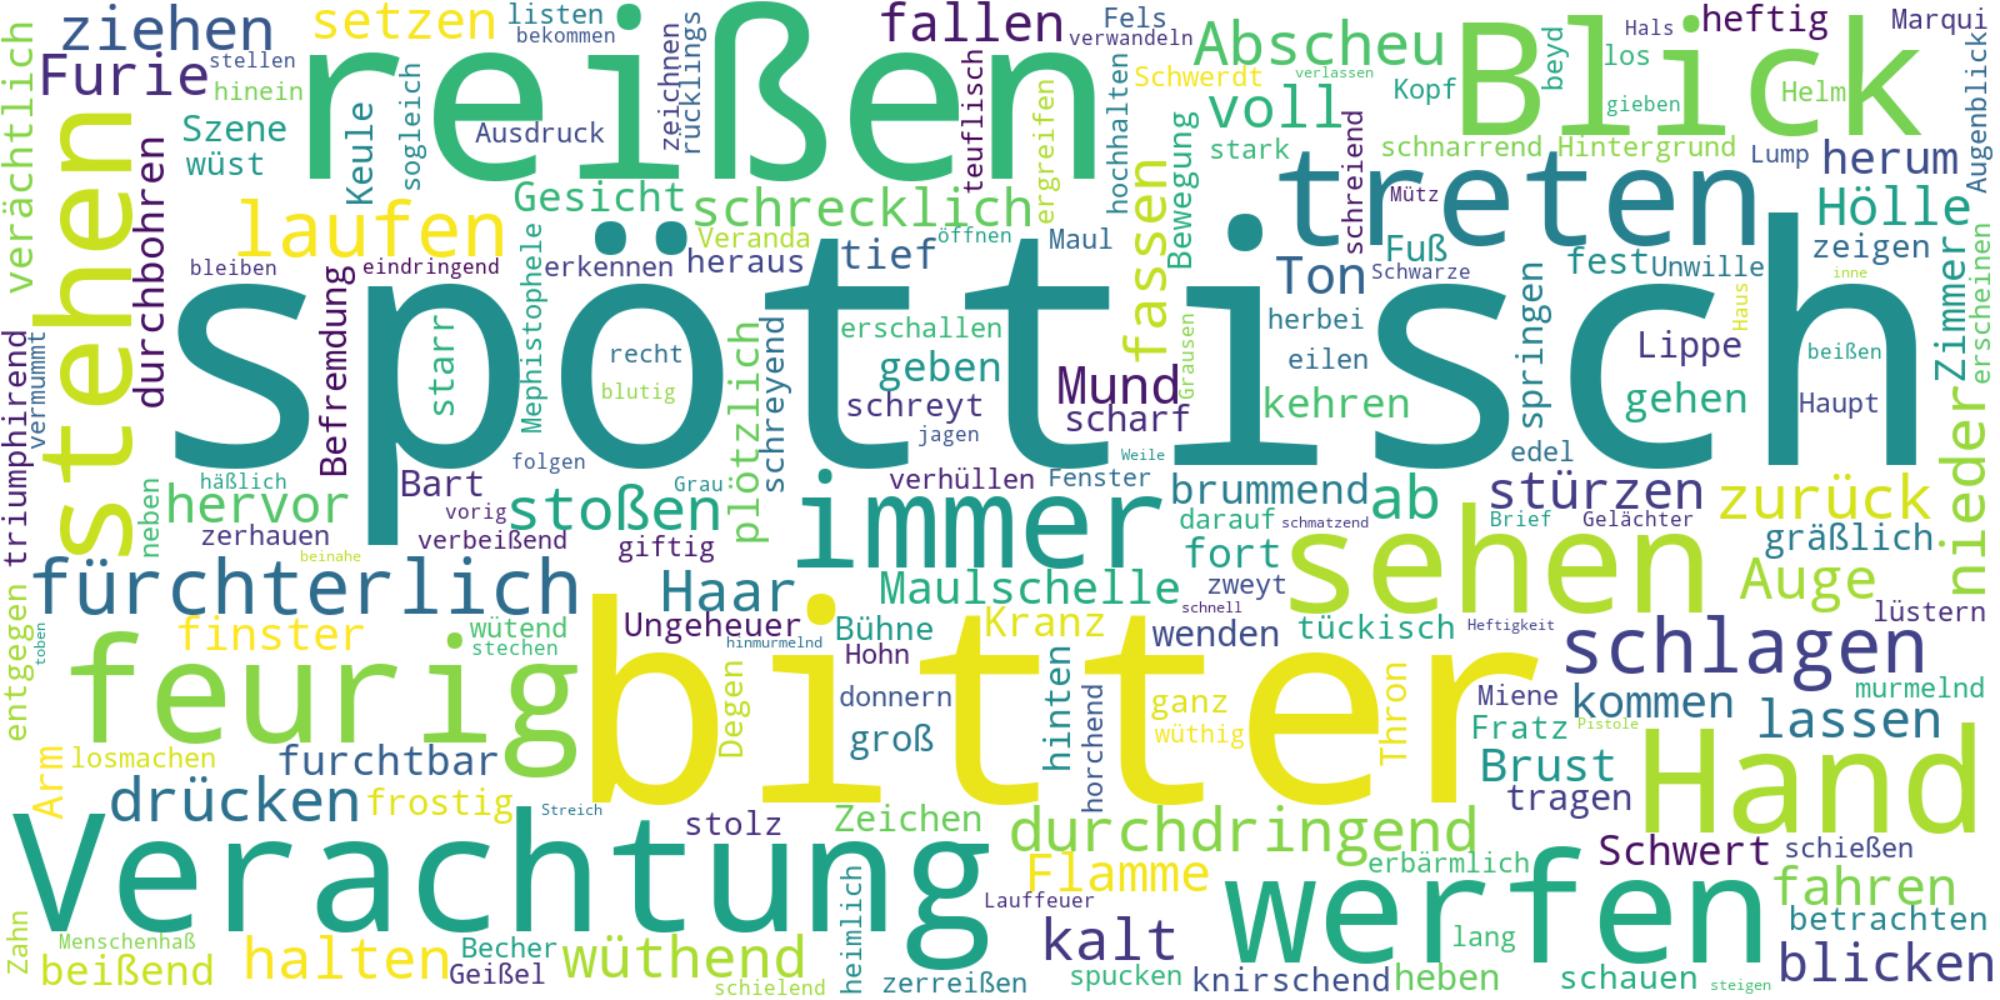 ziehen
setzen
listen
bekommen
fallen
Fels
verwandeln
Abscheu
Blick
Hals
heftig
Marqui
Furie
stellen
hinein
reißen
zeichnen
rücklings
teuflisch
Schwerdt
verlassen
Kopf
los
beyd
gieben
Helm
Augenblick
verächtlich
stehen
durchbohren
Szene
wüst
Keule
sogleich
Ausdruck
ergreifen
hochhalten
voll
stark
schreiend
schnarrend
Hintergrund
Lump
herum
laufen
Gesicht
schrecklich
fassen
Bewegung
treten
Mütz
Hölle
bleiben
eindringend
Mephistophele
erkennen
Veranda
heraus
tief
öffnen
Maul
Ton
Fuß
Schwarze
fest
Unwille
zeigen
inne
Zimmer
erscheinen
triumphirend
vermummt
Befremdung
starr
spöttisch
recht
blutig
plötzlich
schreyend
erschallen
geben
schreyt
jagen
Mund
scharf
Grausen
herbei
eilen
kehren
springen
Haus
Lippe
gehen
beißen
Haupt
Weile
edel
nieder
häßlich
hervor
neben
zerhauen
Bart
vorig
folgen
stoßen
Grau
verbeißend
giftig
beinahe
immer
verhüllen
Fenster
brummend
ab
darauf
schmatzend
fort
stürzen
Brief
Gelächter
zurück
gräßlich
fürchterlich
Haar
Maulschelle
zweyt
schnell
sehen
Auge
lüstern
entgegen
toben
finster
wütend
stechen
Ungeheuer
hinmurmelnd
Bühne
Hohn
Kranz
wenden
tückisch
Heftigkeit
schlagen
feurig
bitter
Degen
donnern
groß
hinten
horchend
ganz
wüthig
Thron
Miene
kommen
murmelnd
Fratz
Pistole
lassen
Arm
losmachen
furchtbar
Brust
tragen
Hand
drücken
frostig
Streich
stolz
Zeichen
durchdringend
Verachtung
Flamme
erbärmlich
Schwert
schießen
Lauffeuer
werfen
fahren
betrachten
Zahn
Menschenhaß
beißend
halten
Becher
Geißel
wüthend
schielend
heimlich
zerreißen
kalt
spucken
knirschend
lang
heben
schauen
steigen
blicken